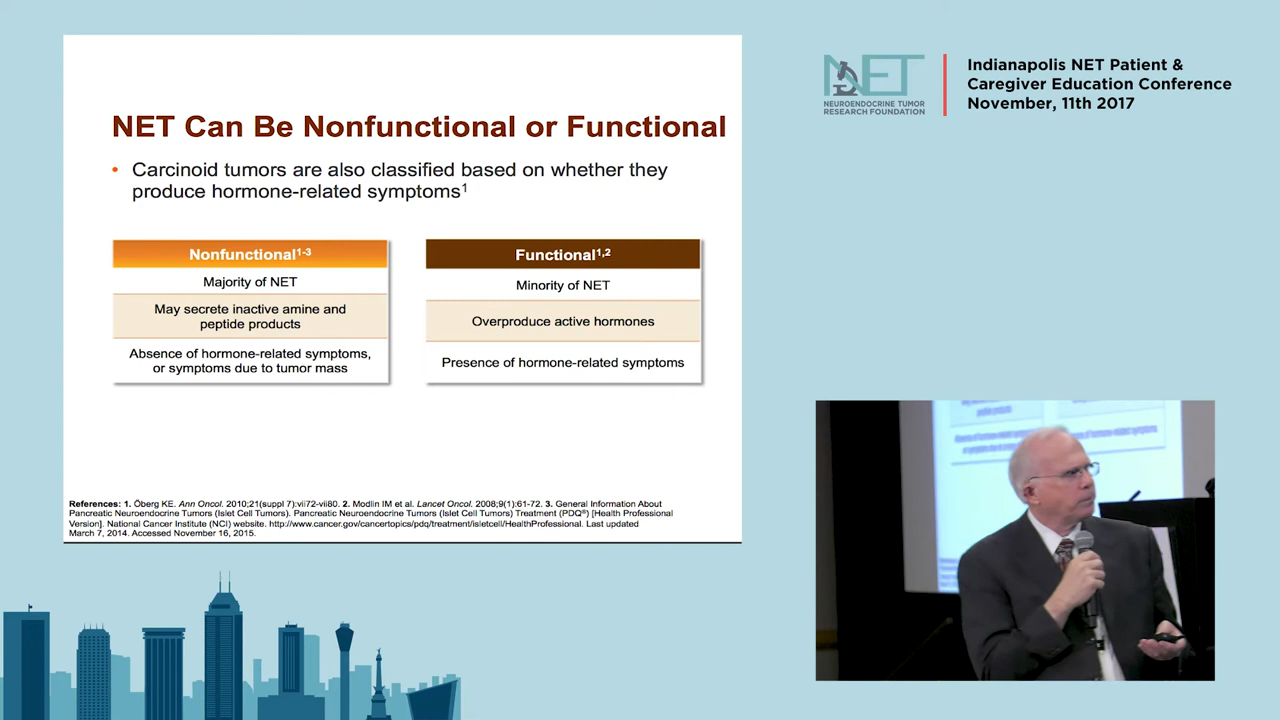 NET Can Be Nonfunctional or Functional
• Carcinoid tumors are also classified based on whether they
produce hormone-related symptoms1
Nonfunctional1-3
Majority of NET
May secrete inactive amine and
peptide products
Absence of hormone-related symptoms,
or symptoms due to tumor mass
Functional1,2
Minority of NET
Overproduce active hormones
Presence of hormone-related symptoms
References: 1. Öberg KE. Ann Oncol. 2010;21(suppl 7):vii72-vii80. 2. Modlin IM et al. Lancet Oncol. 2008;9(1):61-72. 3. General Information About
Pancreatic Neuroendocrine Tumors (Islet Cell Tumors). Pancreatic Neuroendocrine Tumors (Islet Cell Tumors) Treatment (PDQ®) [Health Professional
Version]. National Cancer Institute (NCI) website. http://www.cancer.gov/cancertopics/pdq/treatment/isletcell/HealthProfessional. Last updated
March 7, 2014. Accessed November 16, 2015.
NET
NEUROENDOCRINE TUMOR
RESEARCH FOUNDATION
Indianapolis NET Patient &
Caregiver Education Conference
November, 11th 2017